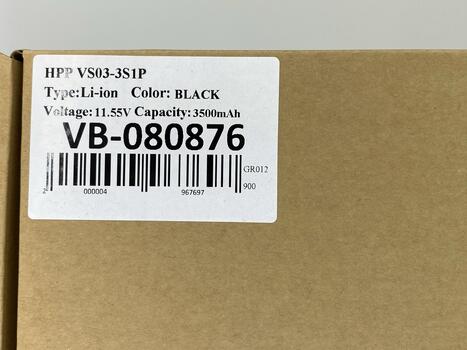 HPP VS03-3S1P
Type:Li-ion Color: BLACK
Voltage:11.55V Capacity:3500mAh
VB-080876
GR012
000004 967697 900